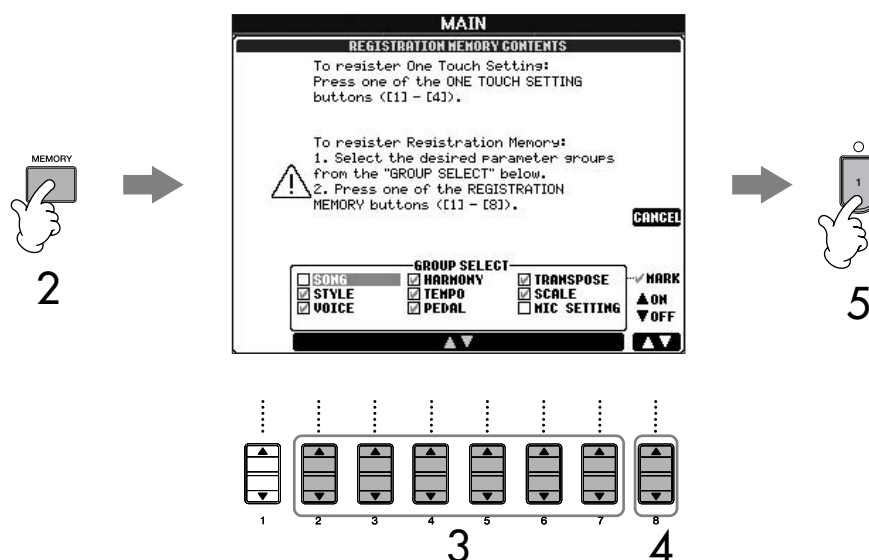 MAIN
REGISTRATION MEMORY CONTENTS
To register One Touch Setting:
Press one of the ONE TOUCH SETTING
buttons ([1] - [4]).
To register Registration Memory:
1. Select the desired parameter groups
from the "GROUP SELECT" below.
2. Press one of the REGISTRATION
MEMORY buttons ([1] - [8]).
CANCEL
MEMORY
2
1
5
GROUP SELECT
SONG HARMONY TRANSPOSE MARK
STYLE TEMPO SCALE ▲ON
VOICE PEDAL MIC SETTING ▼OFF
1 2 3 4 5 6 7 8
3 4